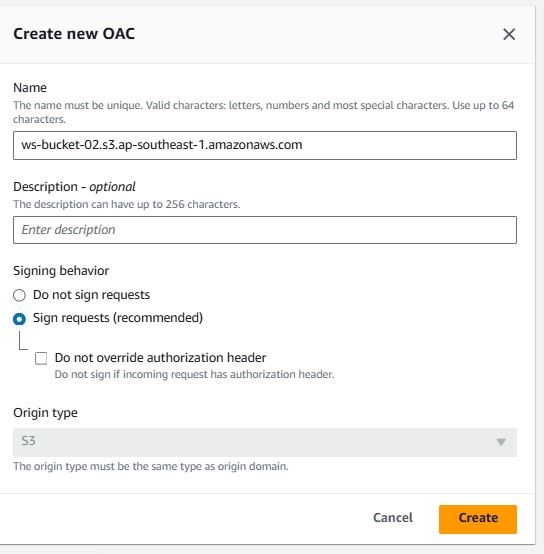 Create new OAC
Name
The name must be unique. Valid characters: letters, numbers and most special characters. Use up to 64
characters.
ws-bucket-02.s3.ap-southeast-1.amazonaws.com
Description - optional
The description can have up to 256 characters.
Enter description
Signing behavior
Do not sign requests
Sign requests (recommended)
Do not override authorization header
Do not sign if incoming request has authorization header.
Origin type
S3
The origin type must be the same type as origin domain.
Cancel
Create